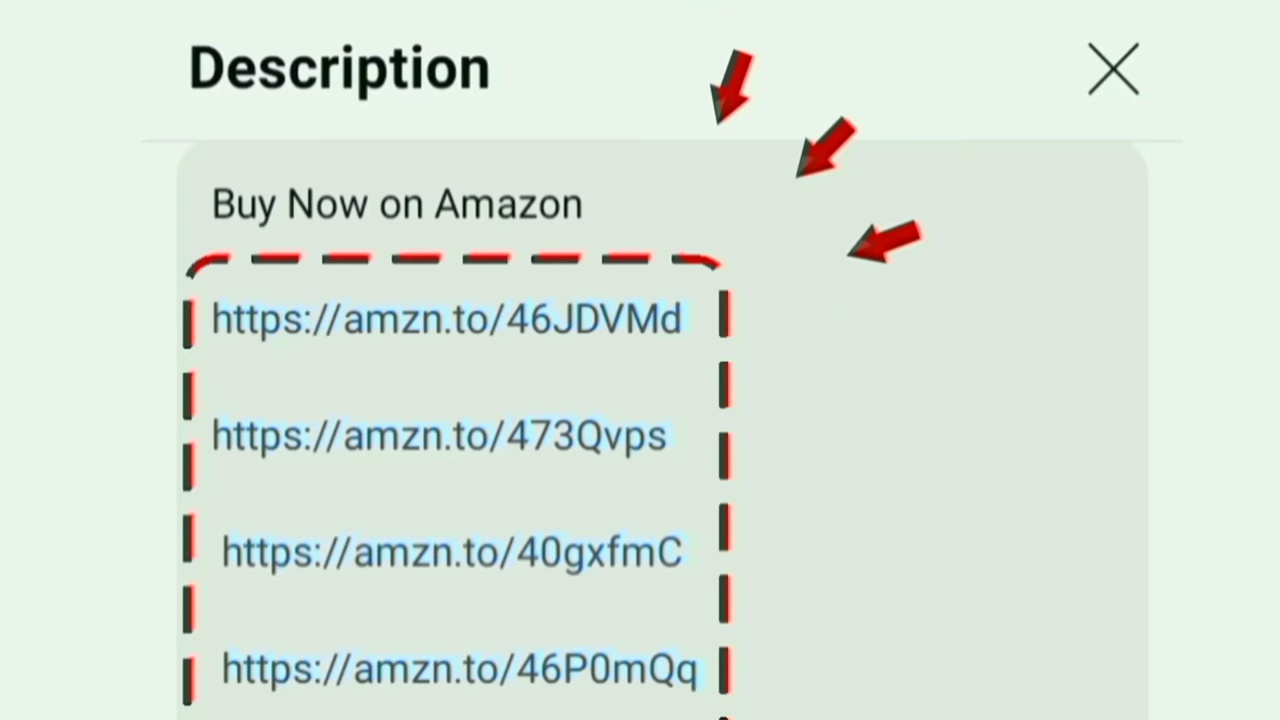 Description
Buy Now on Amazon
https://amzn.to/46JDVMd
https://amzn.to/473Qvps
https://amzn.to/40gxfmC
https://amzn.to/46P0mQq